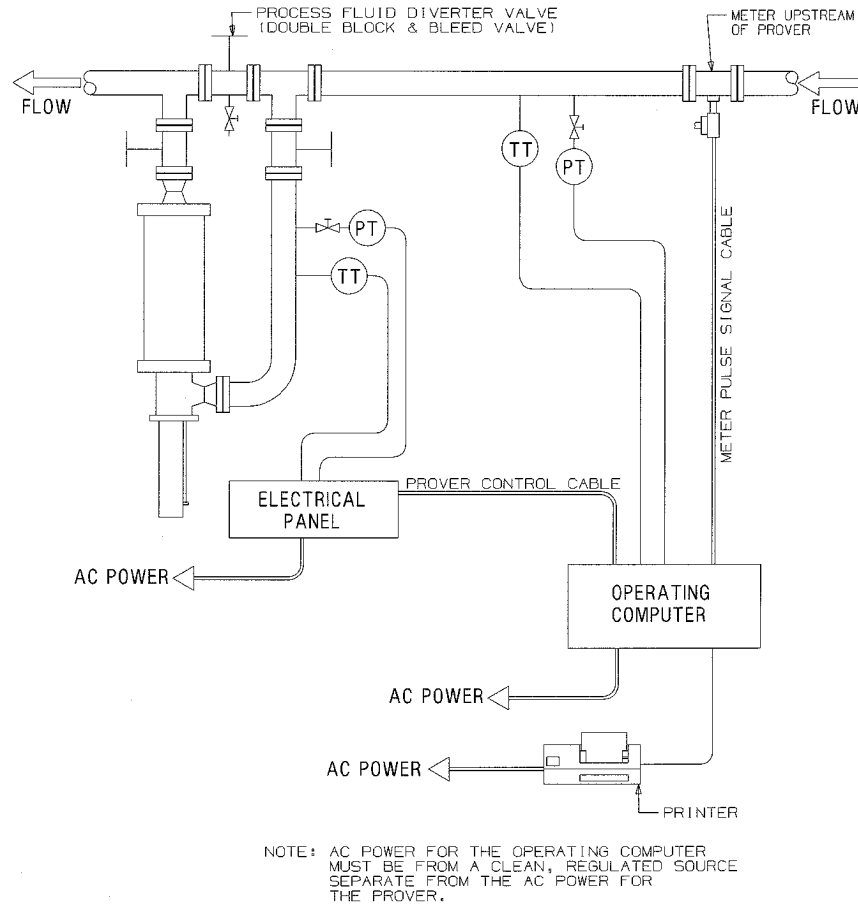 PROCESS FLUID DIVERTER VALVE
(DOUBLE BLOCK & BLEED VALVE)
METER UPSTREAM
OF PROVER
FLOW
FLOW
TT
PT
PT
TT
METER PULSE SIGNAL CABLE
PROVER CONTROL CABLE
ELECTRICAL
PANEL
AC POWER
OPERATING
COMPUTER
AC POWER
AC POWER
PRINTER
NOTE: AC POWER FOR THE OPERATING COMPUTER
MUST BE FROM A CLEAN, REGULATED SOURCE
SEPARATE FROM THE AC POWER FOR
THE PROVER.